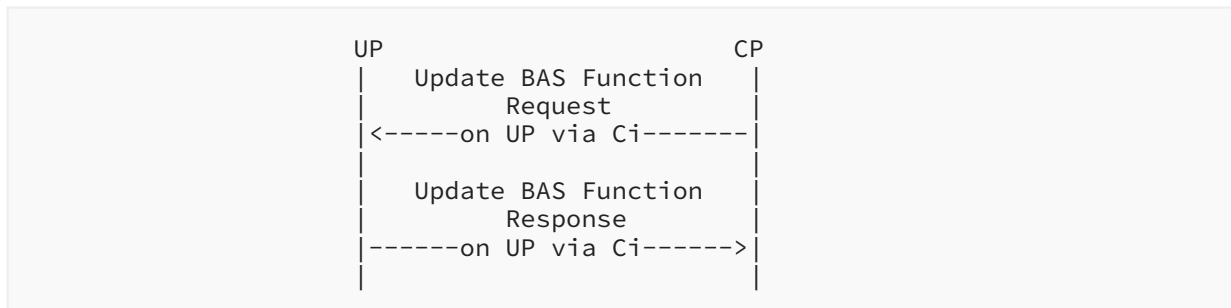 UP                        CP
|   Update BAS Function   |
|         Request         |
|<-----on UP via Ci-------|
|                         |
|   Update BAS Function   |
|         Response        |
|------on UP via Ci------>|
|                         |